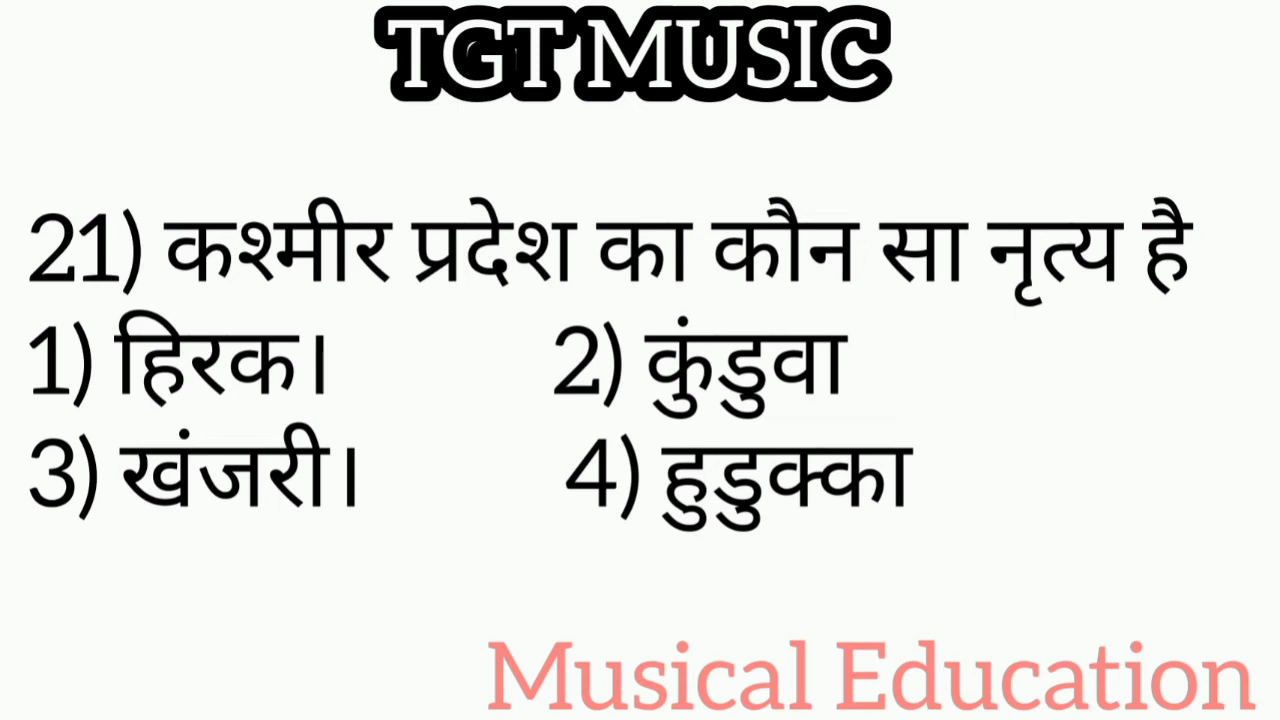 TGT MUSIC
21) कश्मीर प्रदेश का कौन सा नृत्य है
1) हिरक। 2) कुंडुवा
3) खंजरी। 4) हुडुक्का
Musical Education